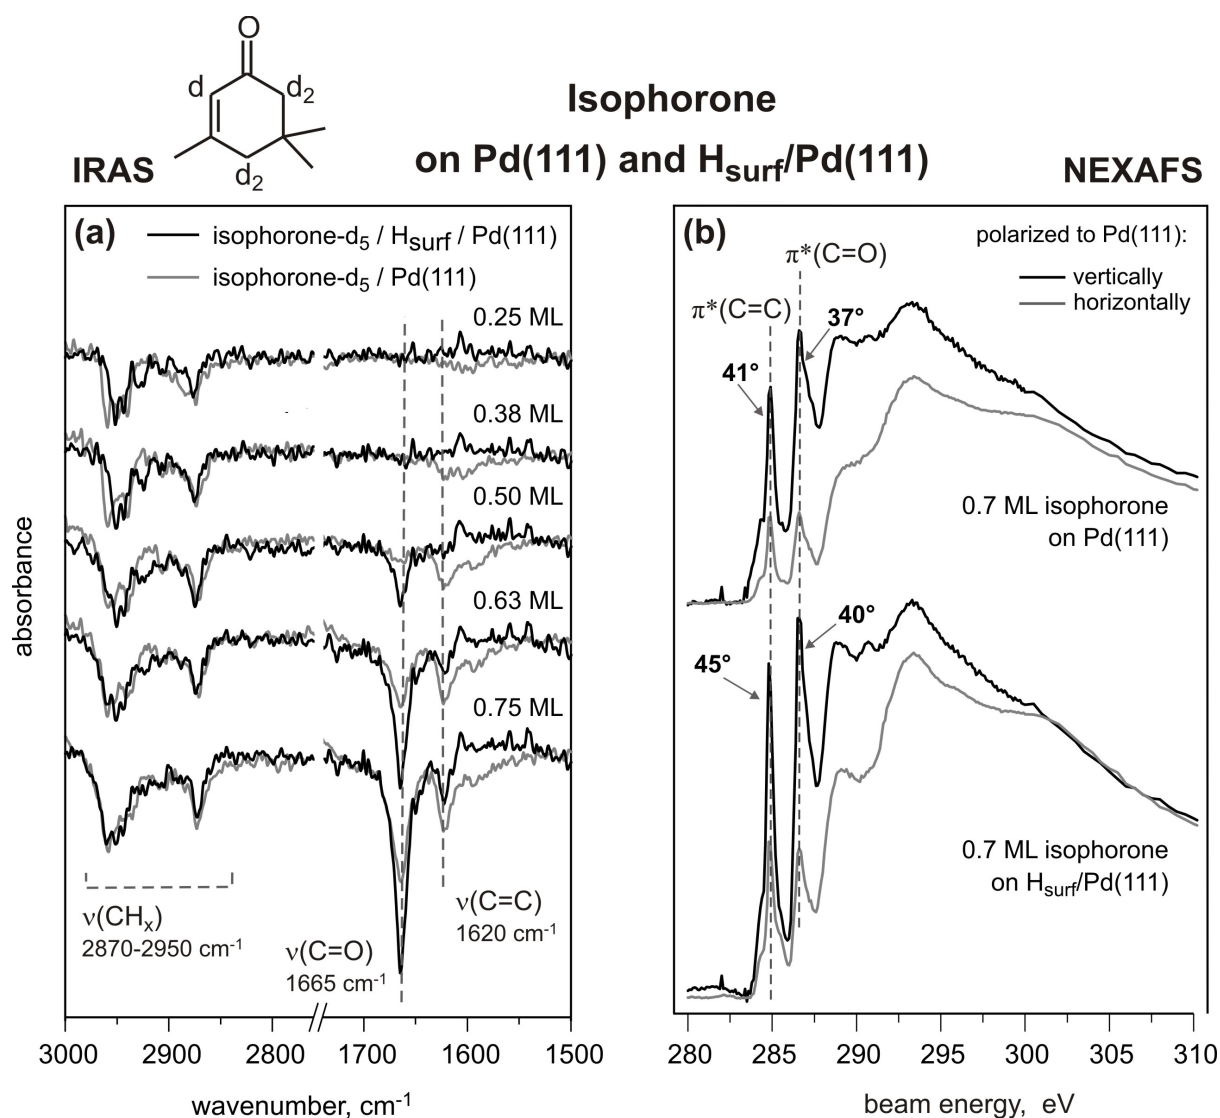 O
d
d₂
d₂
Isophorone
on Pd(111) and Hsurf/Pd(111)
IRAS
NEXAFS
(a)
isophorone-d₅ / Hsurf / Pd(111)
isophorone-d₅ / Pd(111)
0.25 ML
0.38 ML
0.50 ML
0.63 ML
0.75 ML
absorbance
ν(CHₓ)
2870-2950 cm⁻¹
ν(C=O)
1665 cm⁻¹
ν(C=C)
1620 cm⁻¹
3000 2900 2800 1700 1600 1500
wavenumber, cm⁻¹
(b)
polarized to Pd(111):
vertically
horizontally
π*(C=O)
π*(C=C)
37°
41°
0.7 ML isophorone
on Pd(111)
40°
45°
0.7 ML isophorone
on Hsurf/Pd(111)
280 285 290 295 300 305 310
beam energy, eV